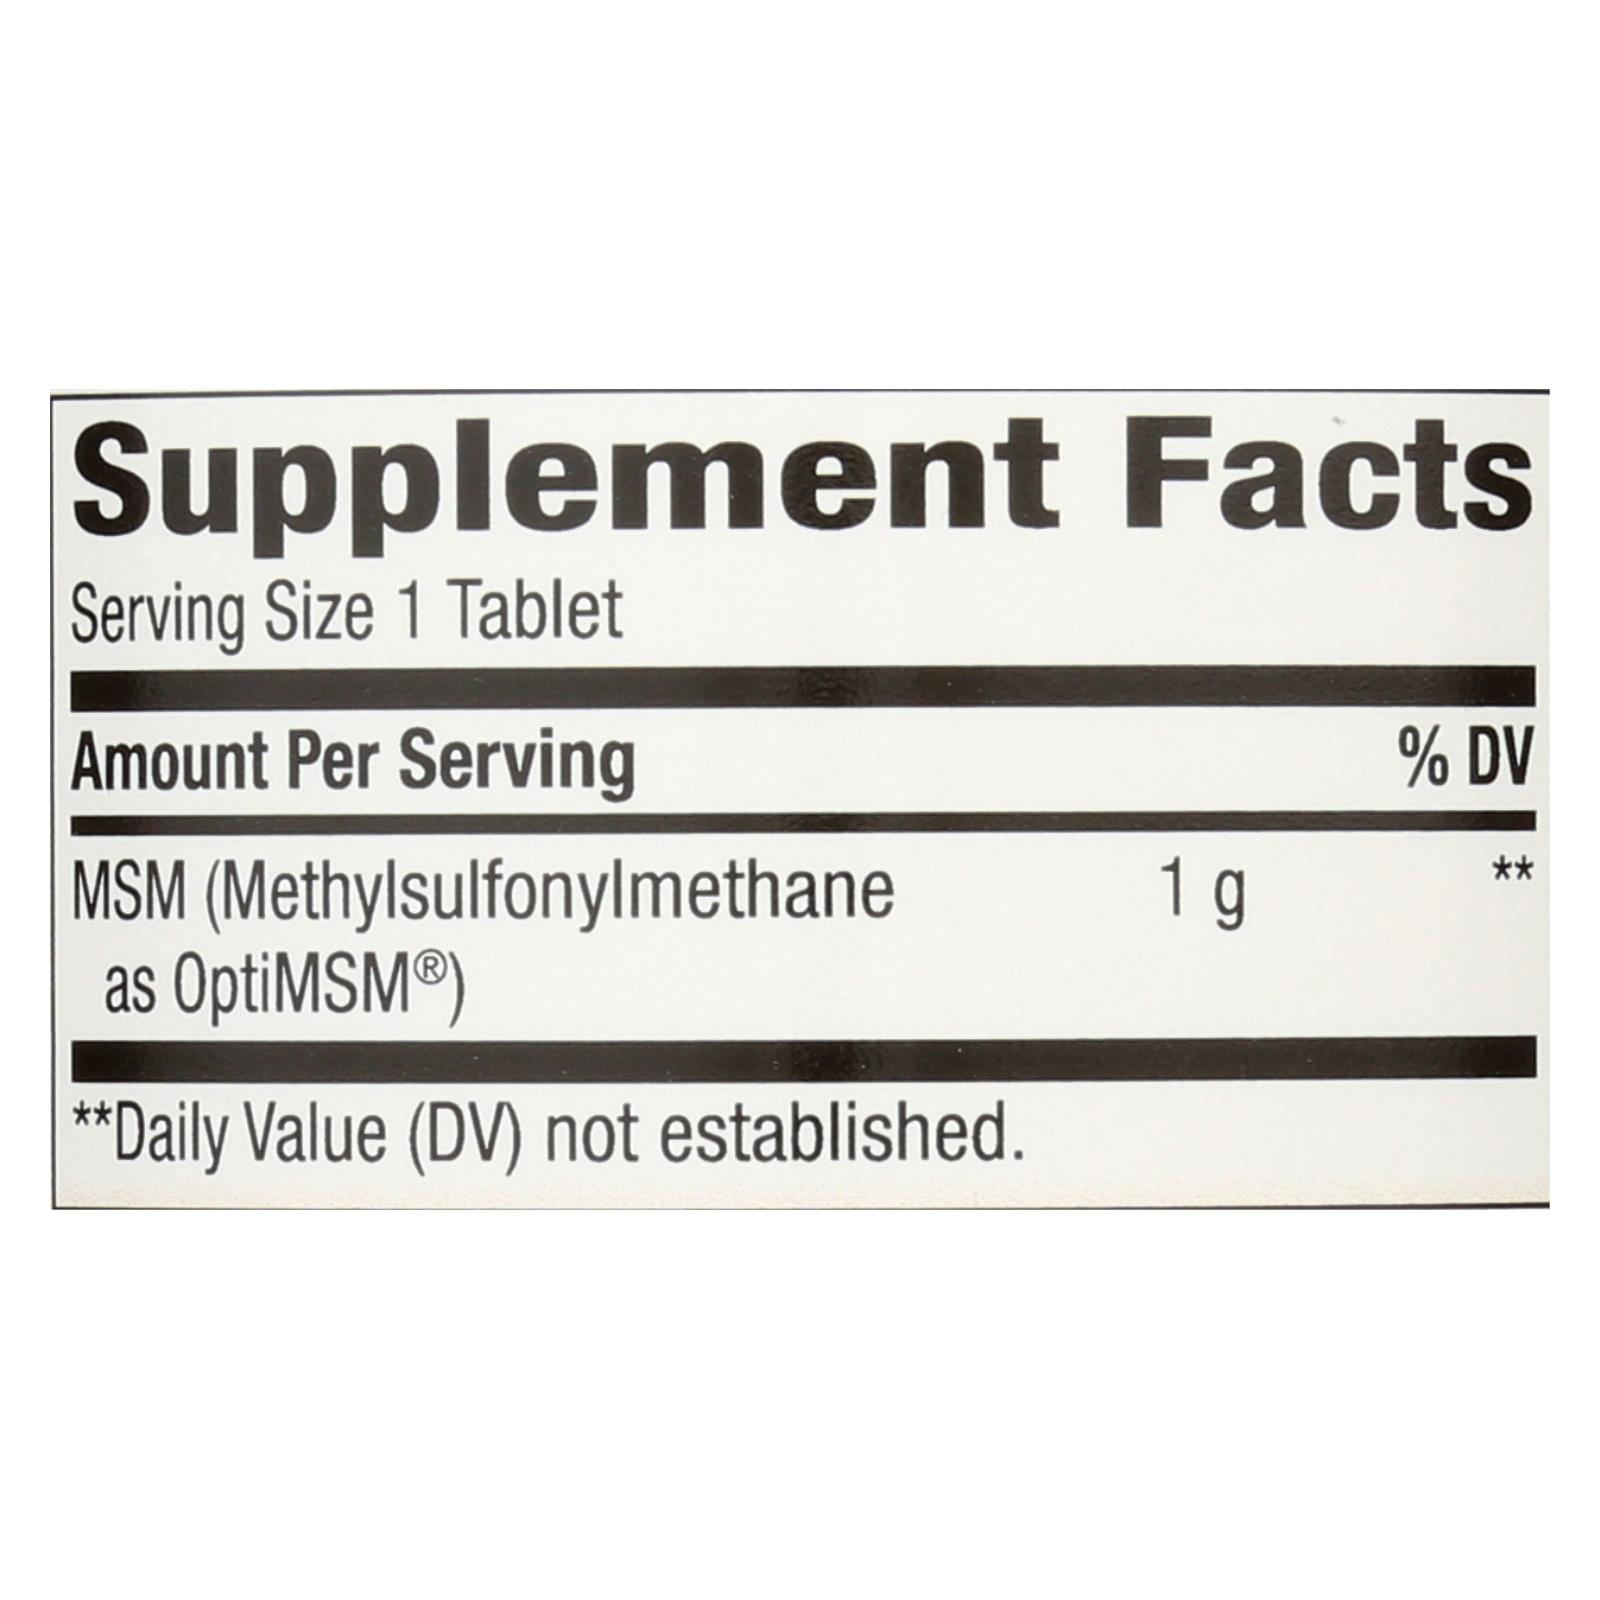 Supplement Facts
Serving Size 1 Tablet
Amount Per Serving % DV
MSM (Methylsulfonylmethane 1 g **
as OptiMSM®)
**Daily Value (DV) not established.